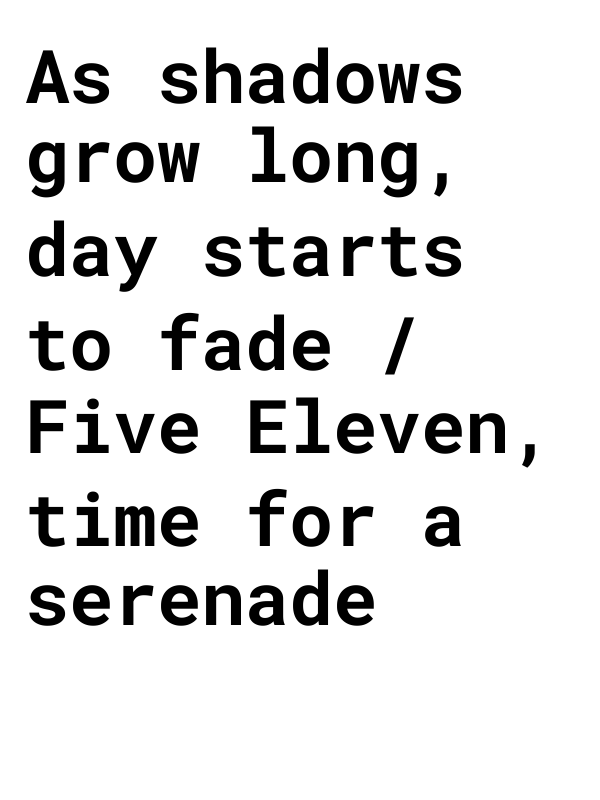 As shadows
grow long,
day starts
to fade /
Five Eleven,
time for a
serenade